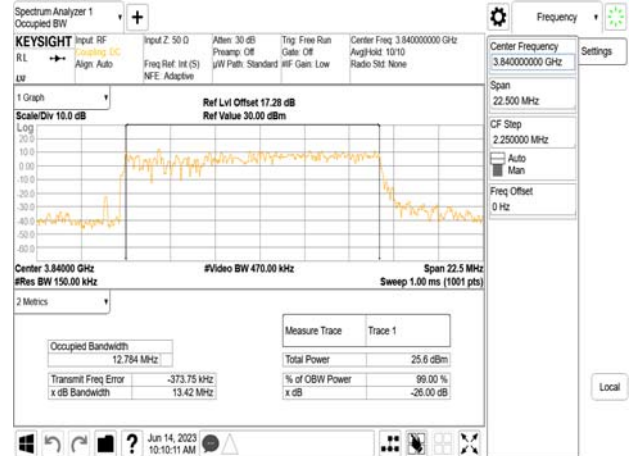 Spectrum Analyzer 1
Occupied BW
+
Frequency
KEYSIGHT Input: RF Input Z: 50 Ω Atten: 30 dB Trig: Free Run Center Freq: 3.840000000 GHz
RL Coupling: DC Preamp: Off Gate: Off Avg|Hold: 10/10
Align: Auto Freq Ref: Int (S) µW Path: Standard #IF Gain: Low Radio Std: None
NFE: Adaptive
LV
Center Frequency
3.840000000 GHz
Settings
Span
22.500 MHz
CF Step
2.250000 MHz
Auto
Man
Freq Offset
0 Hz
Local
1 Graph
Ref Lvl Offset 17.28 dB
Scale/Div 10.0 dB Ref Value 30.00 dBm
Log
20.0
10.0
0.00
-10.0
-20.0
-30.0
-40.0
-50.0
-60.0
Center 3.84000 GHz #Video BW 470.00 kHz Span 22.5 MHz
#Res BW 150.00 kHz Sweep 1.00 ms (1001 pts)
2 Metrics
Measure Trace Trace 1
Occupied Bandwidth
12.784 MHz Total Power 25.6 dBm
Transmit Freq Error -373.75 kHz % of OBW Power 99.00 %
x dB Bandwidth 13.42 MHz x dB -26.00 dB
? Jun 14, 2023
10:10:11 AM